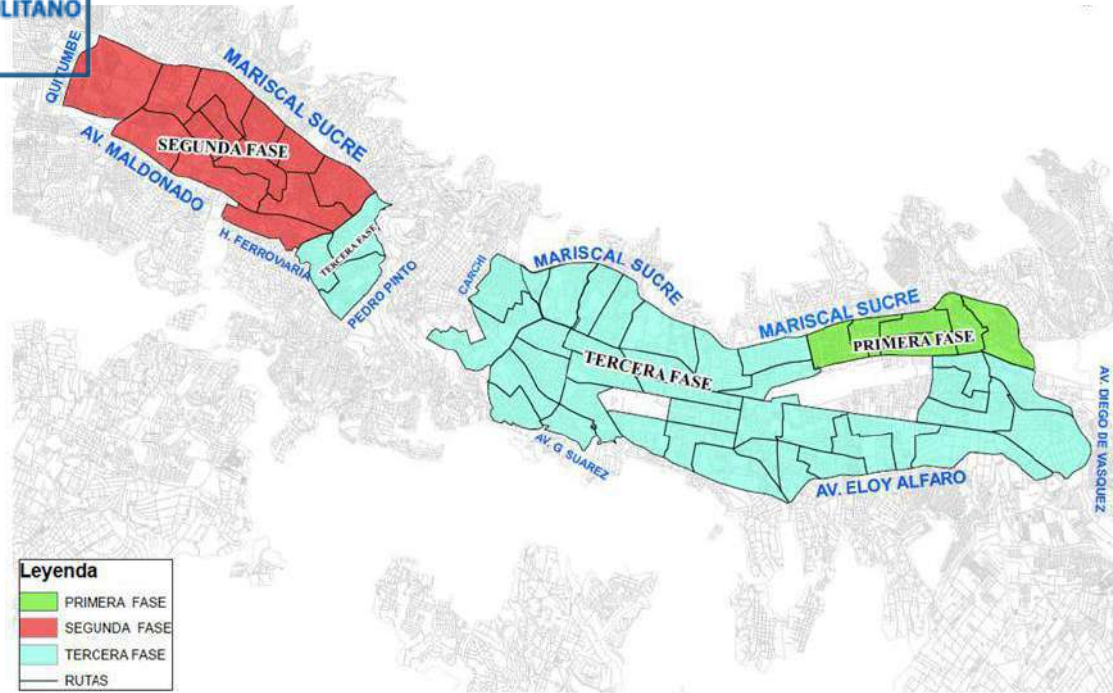 LITANO
QUITUMBE
MARISCAL SUCRE
SEGUNDA FASE
AV. MALDONADO
H. FERROVIARIA
TERCERA FASE
PEDRO PINTO
CARCHI
MARISCAL SUCRE
MARISCAL SUCRE
PRIMERA FASE
TERCERA FASE
AV. G SUAREZ
AV. ELOY ALFARO
AV. DIEGO DE VASQUEZ
Leyenda
PRIMERA FASE
SEGUNDA FASE
TERCERA FASE
RUTAS